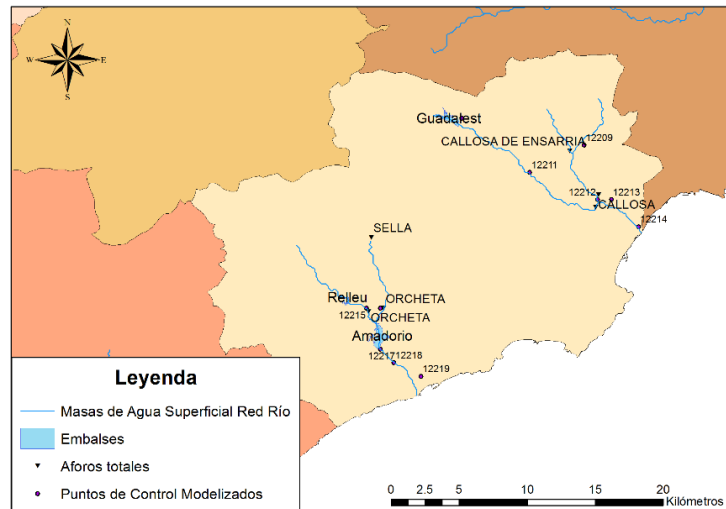 N
W E
S
Guadalest
CALLOSA DE ENSARRIA
12209
12211
12212
12213
CALLOSA
12214
SELLA
Relleu
ORCHETA
12215
ORCHETA
Amadorio
12217
12218
12219
Leyenda
Masas de Agua Superficial Red Río
Embalses
Aforos totales
Puntos de Control Modelizados
0 2.5 5 10 15 20
Kilómetros